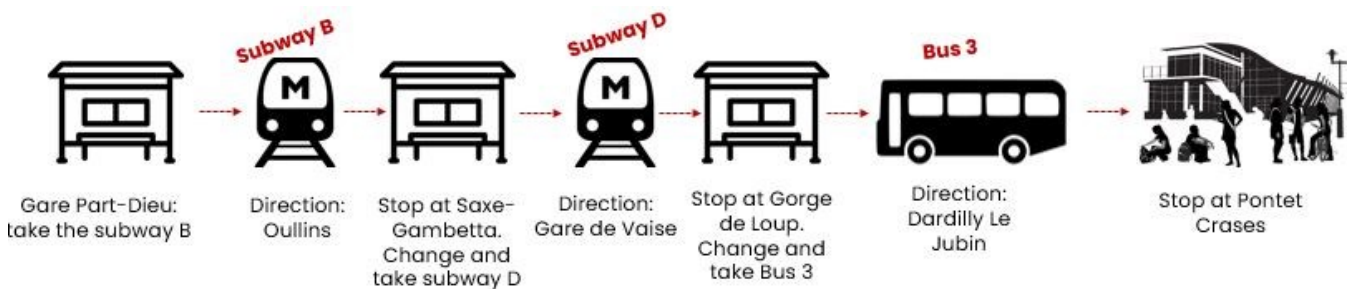 Subway B
Subway D
Bus 3
M
M
Gare Part-Dieu:
take the subway B
Direction:
Oullins
Stop at Saxe-
Gambetta.
Change and
take subway D
Direction:
Gare de Vaise
Stop at Gorge
de Loup.
Change and
take Bus 3
Direction:
Dardilly Le
Jubin
Stop at Pontet
Crases